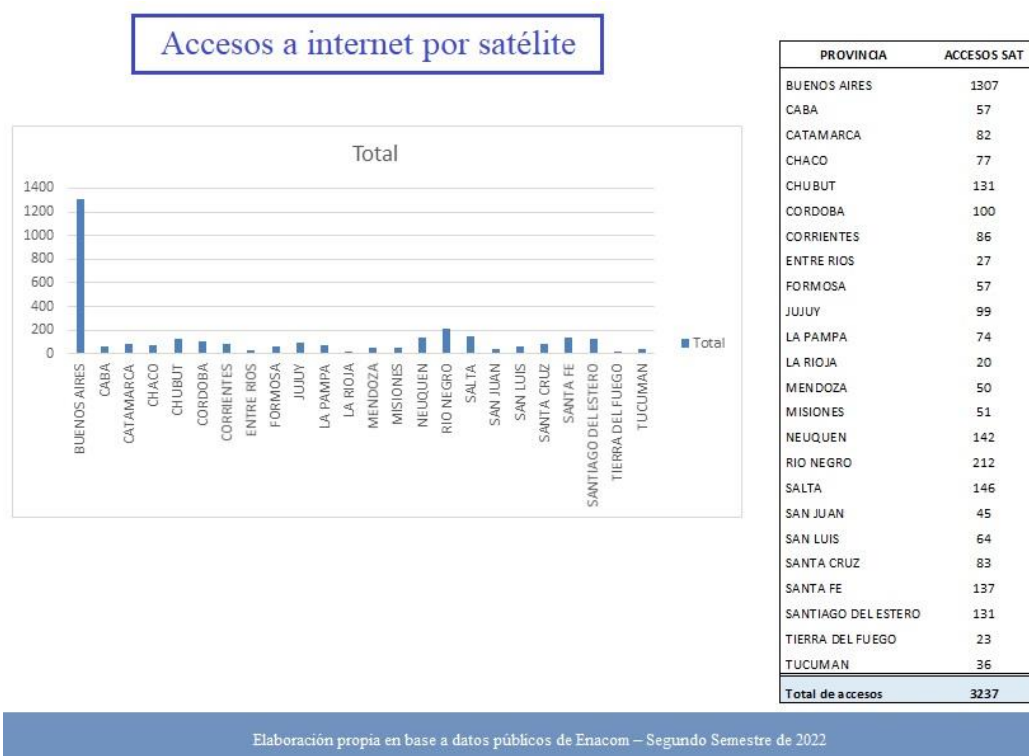 Accesos a internet por satélite
Total
1400
1200
1000
800
600
400
200
0
BUENOS AIRES
CABA
CATAMARCA
CHACO
CHUBUT
CORDOBA
CORRIENTES
ENTRE RIOS
FORMOSA
JUJUY
LA PAMPA
LA RIOJA
MENDOZA
MISIONES
NEUQUEN
RIO NEGRO
SALTA
SAN JUAN
SAN LUIS
SANTA CRUZ
SANTA FE
SANTIAGO DEL ESTERO
TIERRA DEL FUEGO
TUCUMAN
Total
PROVINCIA ACCESOS SAT
BUENOS AIRES 1307
CABA 57
CATAMARCA 82
CHACO 77
CHUBUT 131
CORDOBA 100
CORRIENTES 86
ENTRE RIOS 27
FORMOSA 57
JUJUY 99
LA PAMPA 74
LA RIOJA 20
MENDOZA 50
MISIONES 51
NEUQUEN 142
RIO NEGRO 212
SALTA 146
SAN JUAN 45
SAN LUIS 64
SANTA CRUZ 83
SANTA FE 137
SANTIAGO DEL ESTERO 131
TIERRA DEL FUEGO 23
TUCUMAN 36
Total de accesos 3237
Elaboración propia en base a datos públicos de Enacom – Segundo Semestre de 2022